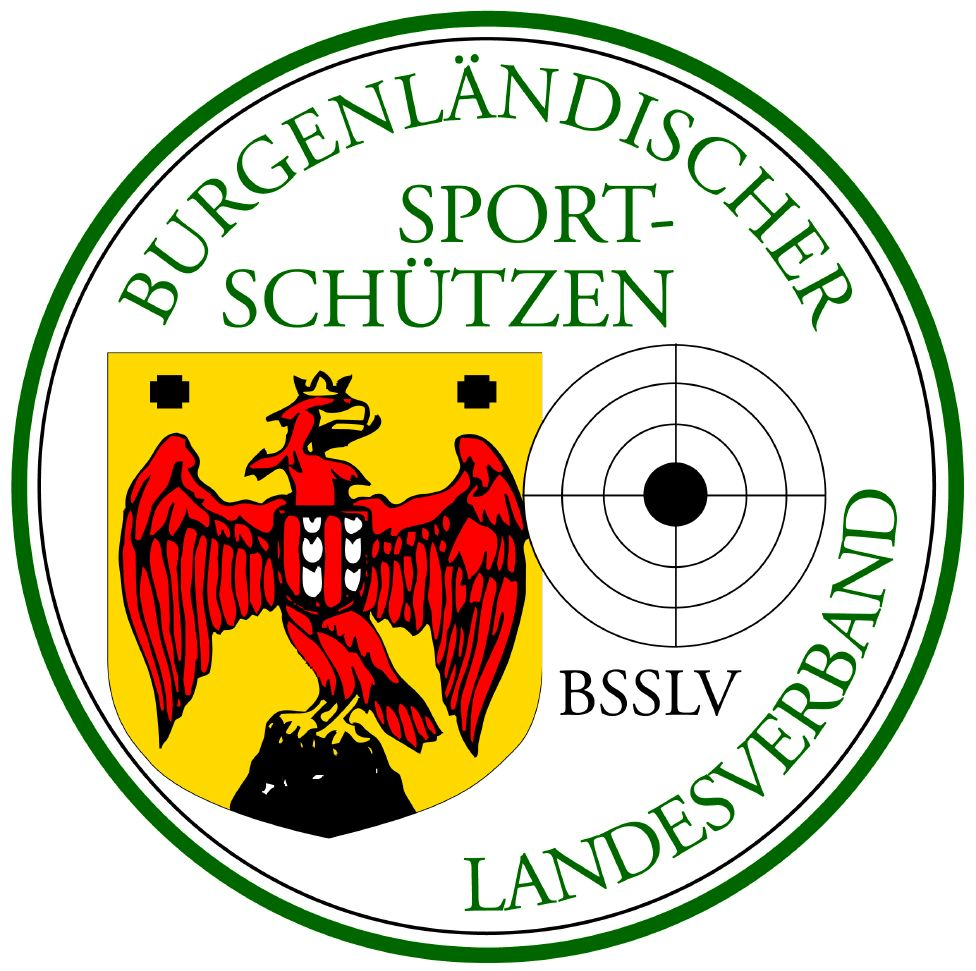 BURGENLÄNDISCHER
SPORT-
SCHÜTZEN
BSSLV
LANDESVERBAND